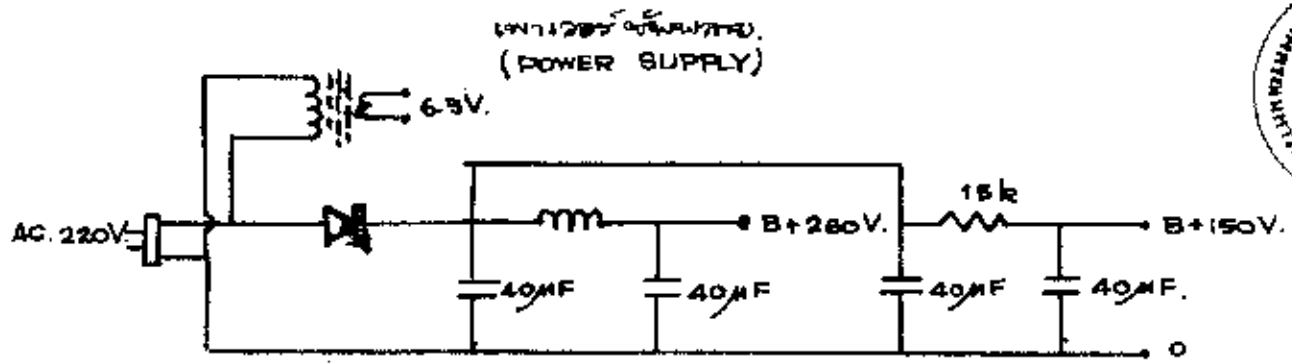 (POWER SUPPLY)
6.3V.
15k
AC. 220V.
B+260V.
B+150V.
40µF
40µF
40µF
40µF.
0